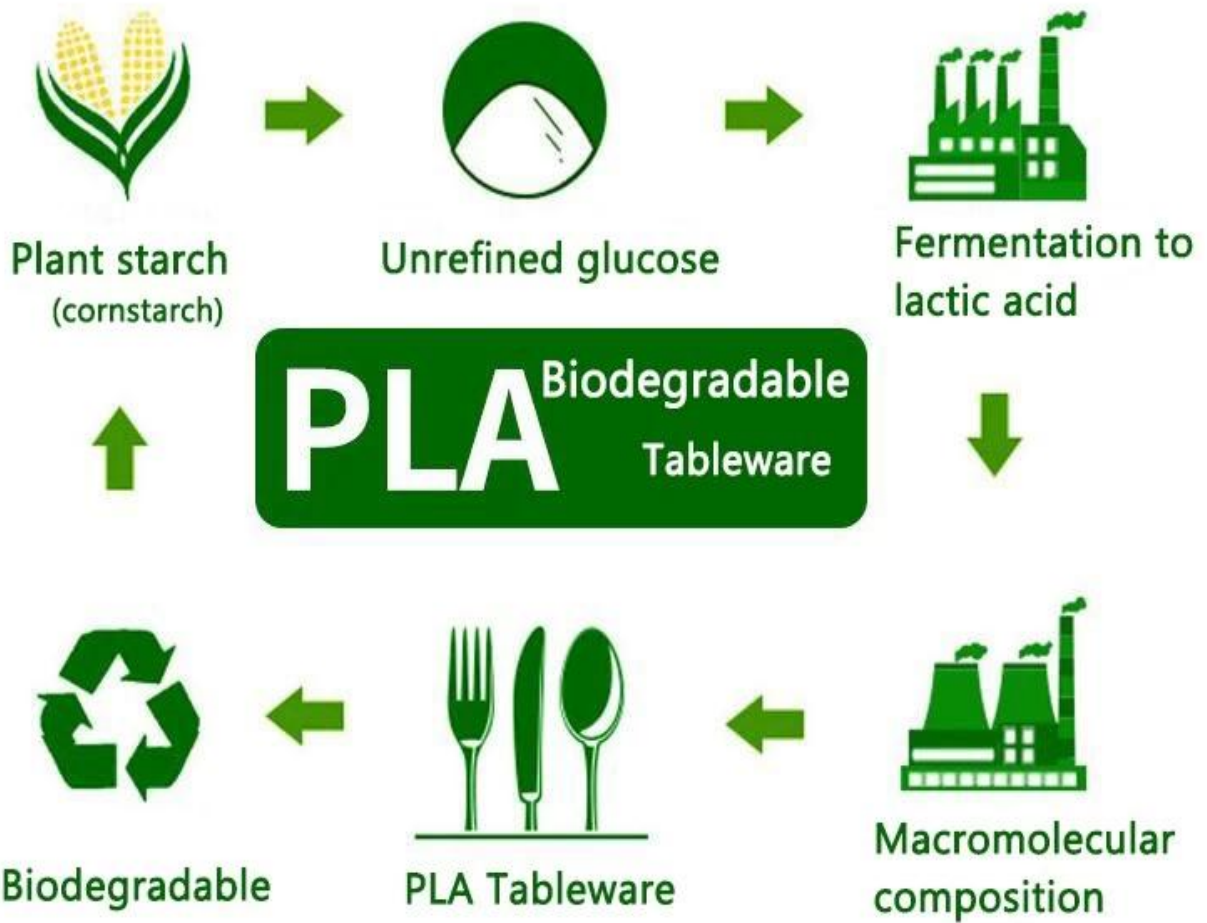 Plant starch
(cornstarch)
Unrefined glucose
Fermentation to
lactic acid
PLA Biodegradable
Tableware
Biodegradable
PLA Tableware
Macromolecular
composition